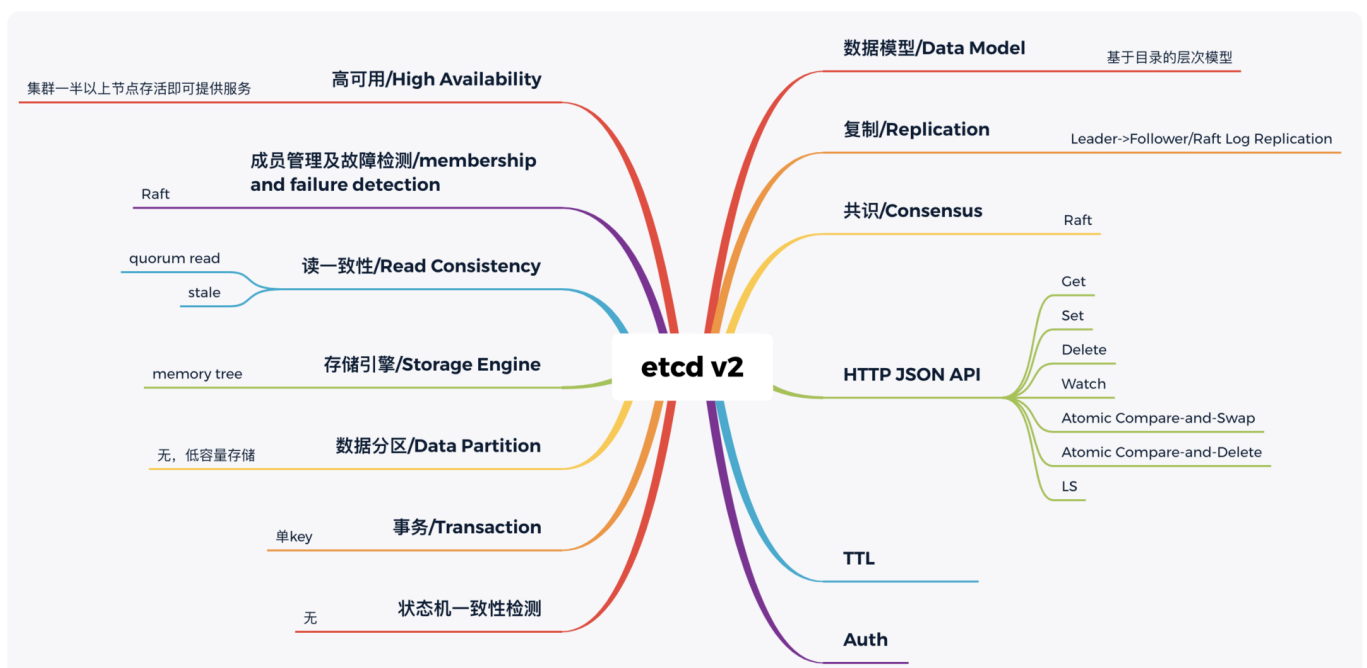 etcd v2
数据模型/Data Model
基于目录的层次模型
复制/Replication
Leader->Follower/Raft Log Replication
共识/Consensus
Raft
HTTP JSON API
Get
Set
Delete
Watch
Atomic Compare-and-Swap
Atomic Compare-and-Delete
LS
TTL
Auth
高可用/High Availability
集群一半以上节点存活即可提供服务
成员管理及故障检测/membership
and failure detection
Raft
读一致性/Read Consistency
quorum read
stale
存储引擎/Storage Engine
memory tree
数据分区/Data Partition
无，低容量存储
事务/Transaction
单key
状态机一致性检测
无